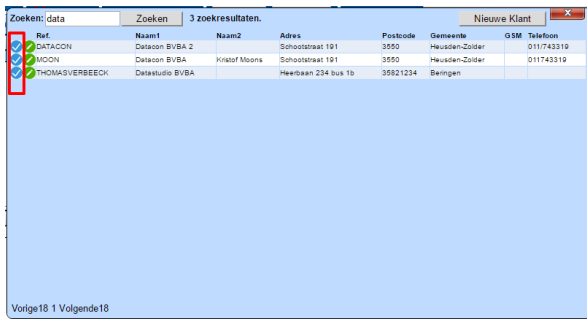 Zoeken: data Zoeken 3 zoekresultaten. Nieuwe Klant
Ref. Naam1 Naam2 Adres Postcode Gemeente GSM Telefoon
DATACON Datacon BVBA 2 Schootstraat 191 3550 Heusden-Zolder 011/743319
MOON Datacon BVBA Kristof Moons Schootstraat 191 3550 Heusden-Zolder 011743319
THOMASVERBEECK Datastudio BVBA Heerbaan 234 bus 1b 35821234 Beringen
Vorige18 1 Volgende18